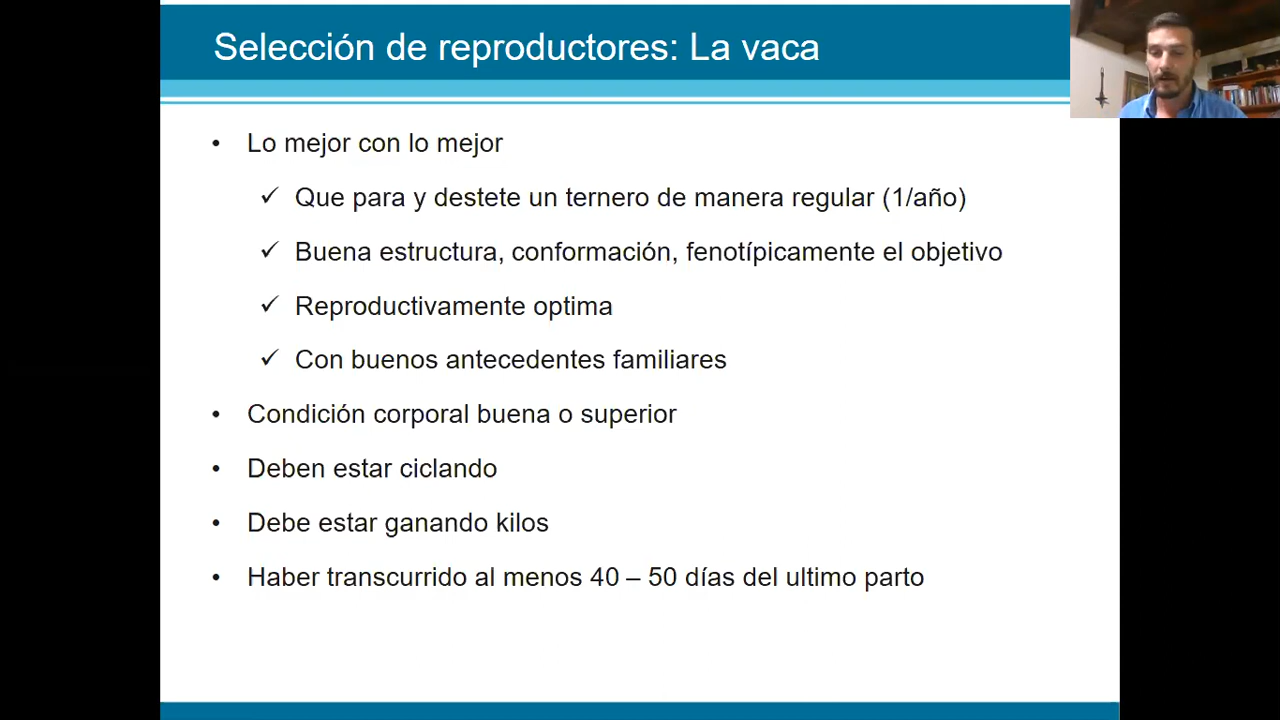 Selección de reproductores: La vaca
• Lo mejor con lo mejor
✓ Que para y destete un ternero de manera regular (1/año)
✓ Buena estructura, conformación, fenotípicamente el objetivo
✓ Reproductivamente optima
✓ Con buenos antecedentes familiares
• Condición corporal buena o superior
• Deben estar ciclando
• Debe estar ganando kilos
• Haber transcurrido al menos 40 – 50 días del ultimo parto